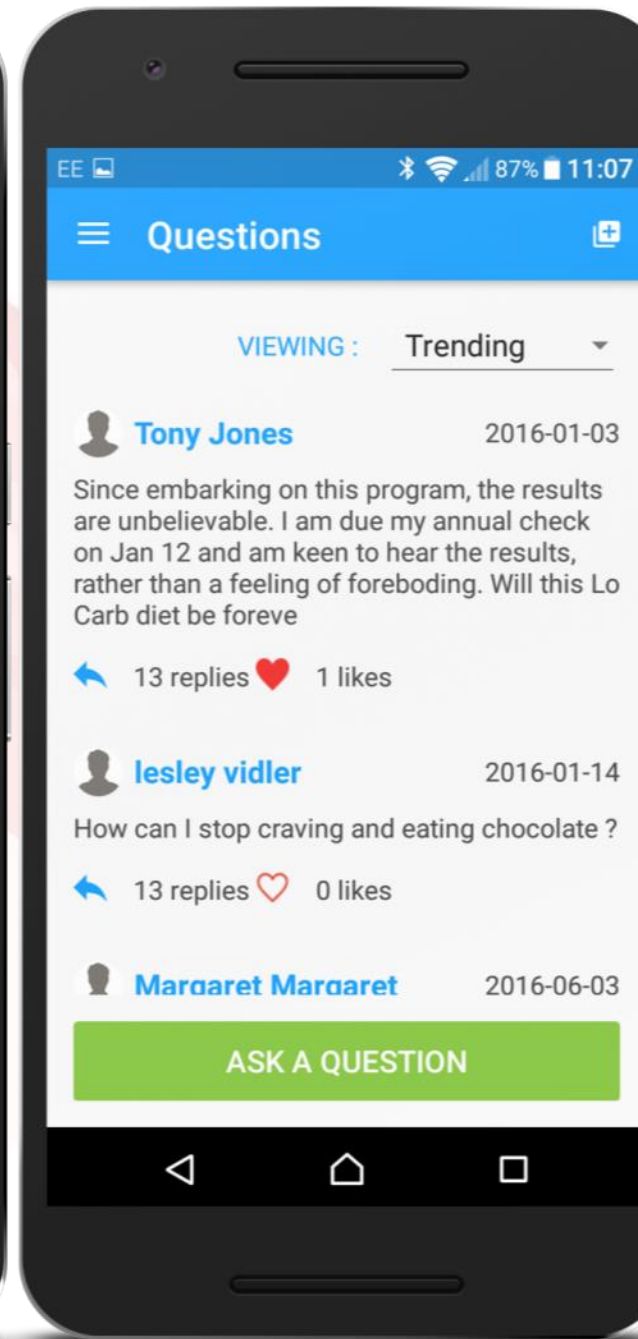 EE 87% 11:07
Questions
VIEWING : Trending
Tony Jones 2016-01-03
Since embarking on this program, the results
are unbelievable. I am due my annual check
on Jan 12 and am keen to hear the results,
rather than a feeling of foreboding. Will this Lo
Carb diet be foreve
13 replies 1 likes
lesley vidler 2016-01-14
How can I stop craving and eating chocolate ?
13 replies 0 likes
Margaret Margaret 2016-06-03
ASK A QUESTION